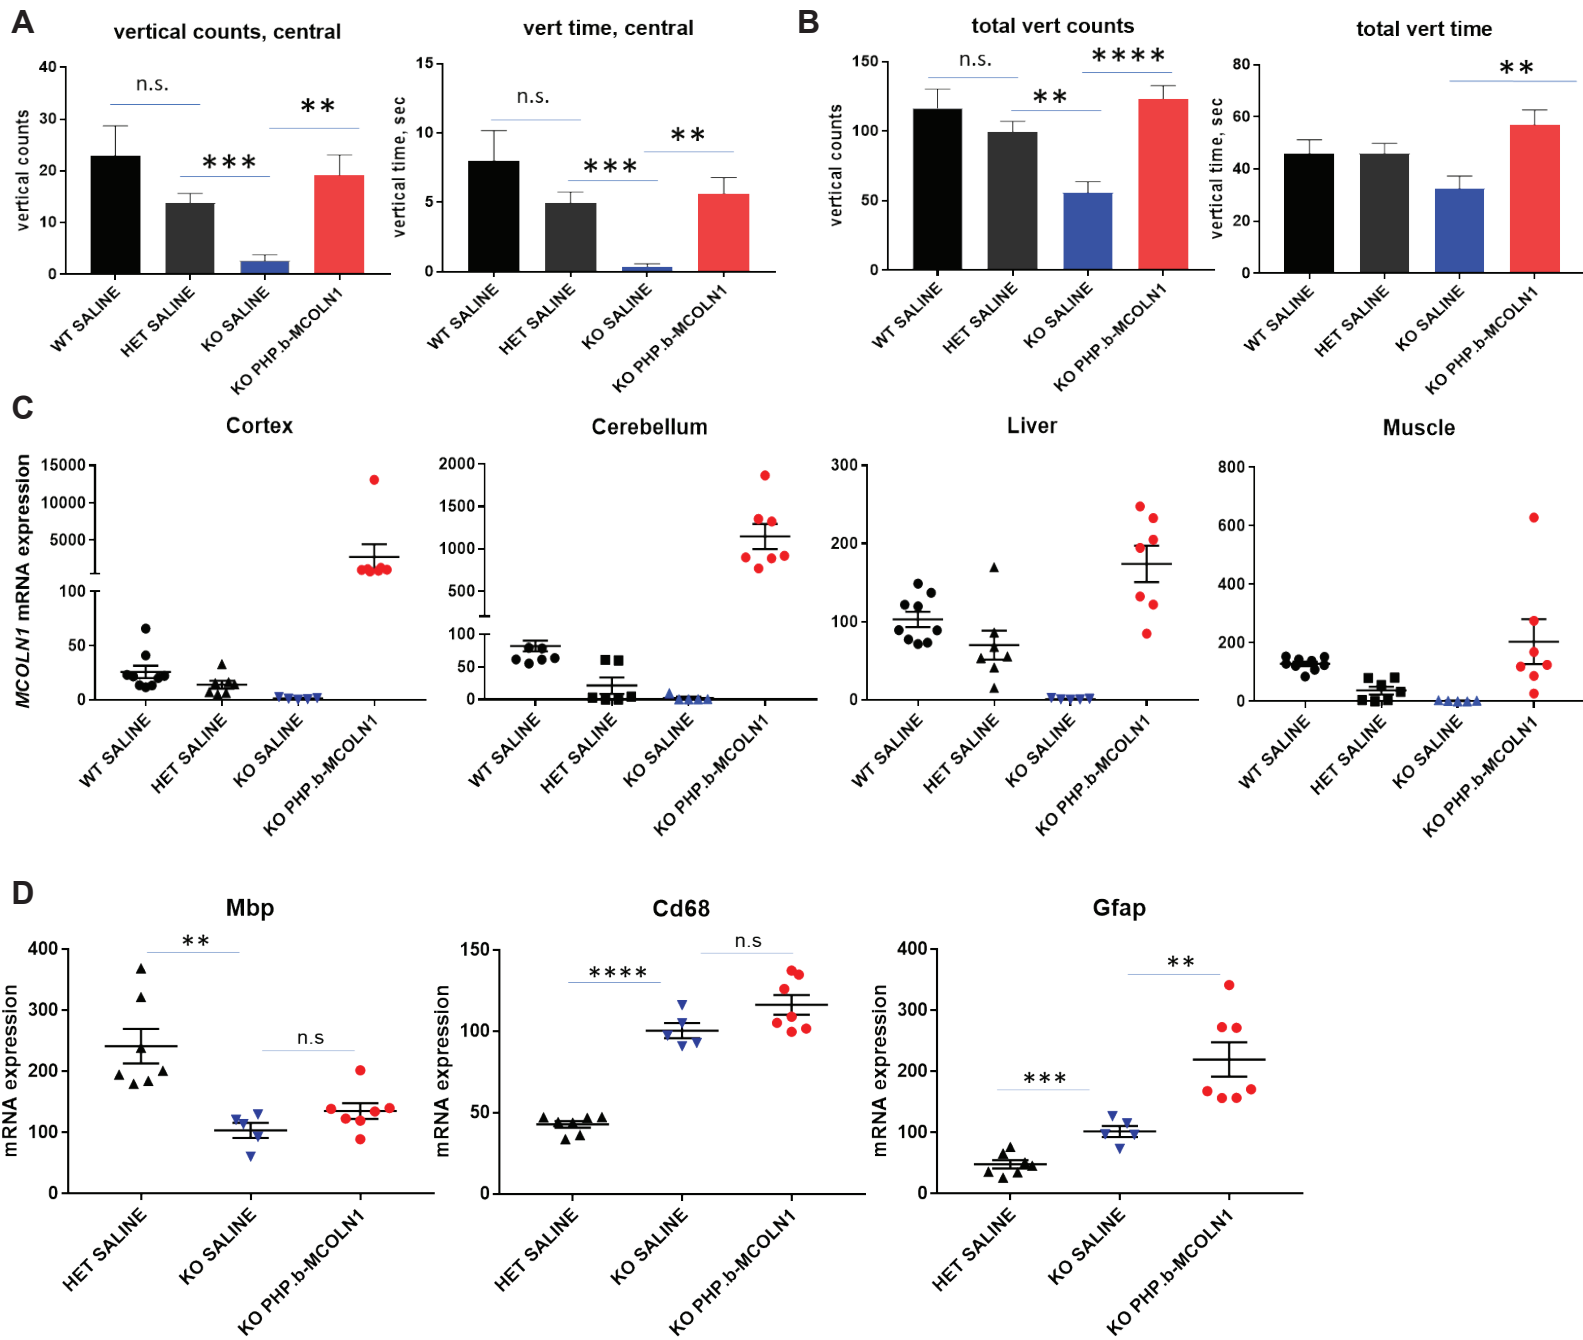 A
vertical counts, central
vertical counts
40
30
20
10
0
n.s.
***
**
WT SALINE
HET SALINE
KO SALINE
KO PHP.b-MCOLN1
vert time, central
vertical time, sec
15
10
5
0
n.s.
***
**
WT SALINE
HET SALINE
KO SALINE
KO PHP.b-MCOLN1
B
total vert counts
vertical counts
150
100
50
0
n.s.
**
****
WT SALINE
HET SALINE
KO SALINE
KO PHP.b-MCOLN1
total vert time
vertical time, sec
80
60
40
20
0
**
WT SALINE
HET SALINE
KO SALINE
KO PHP.b-MCOLN1
C
MCOLN1 mRNA expression
Cortex
15000
10000
5000
100
50
0
WT SALINE
HET SALINE
KO SALINE
KO PHP.b-MCOLN1
Cerebellum
2000
1500
1000
500
100
50
0
WT SALINE
HET SALINE
KO SALINE
KO PHP.b-MCOLN1
Liver
300
200
100
0
WT SALINE
HET SALINE
KO SALINE
KO PHP.b-MCOLN1
Muscle
800
600
400
200
0
WT SALINE
HET SALINE
KO SALINE
KO PHP.b-MCOLN1
D
Mbp
mRNA expression
400
300
200
100
0
**
n.s
HET SALINE
KO SALINE
KO PHP.b-MCOLN1
Cd68
mRNA expression
150
100
50
0
****
n.s
HET SALINE
KO SALINE
KO PHP.b-MCOLN1
Gfap
mRNA expression
400
300
200
100
0
***
**
HET SALINE
KO SALINE
KO PHP.b-MCOLN1